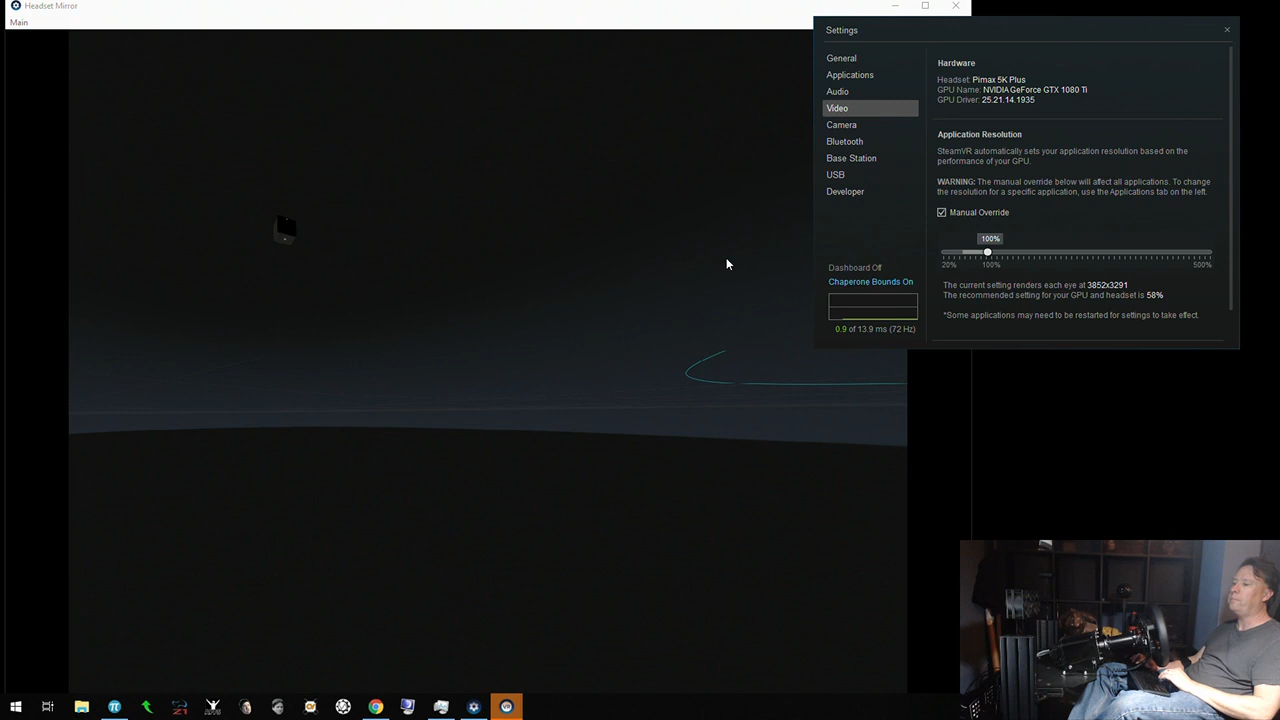 Headset Mirror
Main
Settings
General
Applications
Audio
Video
Camera
Bluetooth
Base Station
USB
Developer
Dashboard Off
Chaperone Bounds On
0.9 of 13.9 ms (72 Hz)
Hardware
Headset: Pimax 5K Plus
GPU Name: NVIDIA GeForce GTX 1080 Ti
GPU Driver: 25.21.14.1935
Application Resolution
SteamVR automatically sets your application resolution based on the
performance of your GPU.
WARNING: The manual override below will affect all applications. To change
the resolution for a specific application, use the Applications tab on the left.
Manual Override
100%
20% 100% 500%
The current setting renders each eye at 3852x3291
The recommended setting for your GPU and headset is 58%
*Some applications may need to be restarted for settings to take effect.